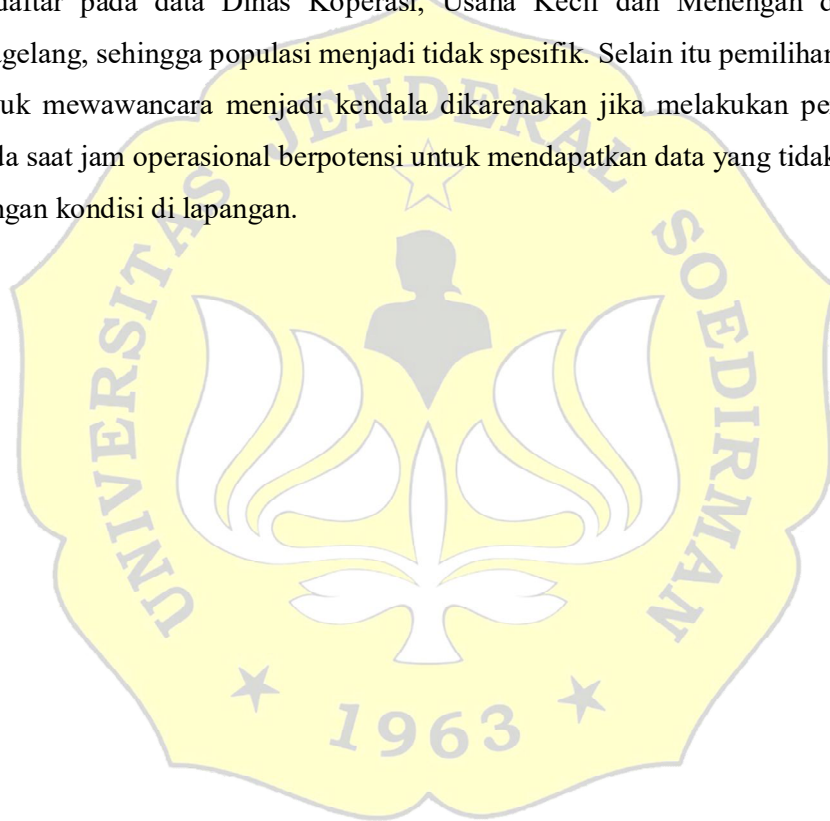 daftar pada data Dinas Koperasi, Usaha Kecil dan Menengah
gelang, sehingga populasi menjadi tidak spesifik. Selain itu pemilihan
uk mewawancara menjadi kendala dikarenakan jika melakukan pe
da saat jam operasional berpotensi untuk mendapatkan data yang tidak
ngan kondisi di lapangan.
UNIVERSITAS JENDERAL SOEDIRMAN
1963